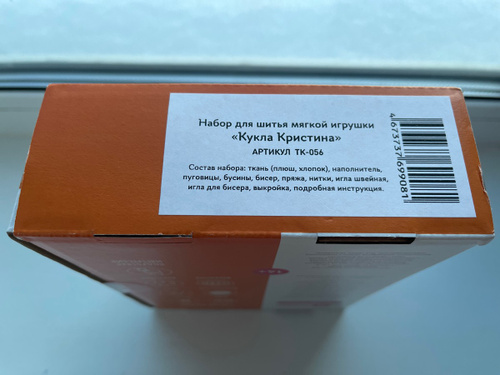 Набор для шитья мягкой игрушки
«Кукла Кристина»
АРТИКУЛ ТК-056
Состав набора: ткань (плюш, хлопок), наполнитель,
пуговицы, бусины, бисер, пряжа, нитки, игла швейная,
игла для бисера, выкройка, подробная инструкция.
4673737699081